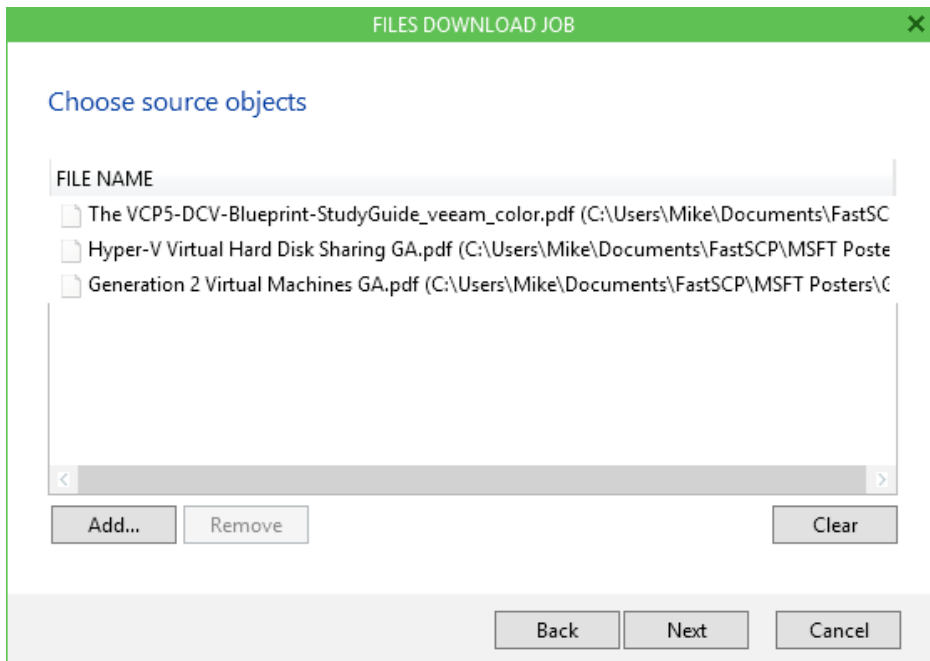 FILES DOWNLOAD JOB
Choose source objects
FILE NAME
The VCP5-DCV-Blueprint-StudyGuide_veeam_color.pdf (C:\Users\Mike\Documents\FastSC
Hyper-V Virtual Hard Disk Sharing GA.pdf (C:\Users\Mike\Documents\FastSCP\MSFT Poste
Generation 2 Virtual Machines GA.pdf (C:\Users\Mike\Documents\FastSCP\MSFT Posters\
Add... Remove Clear
Back Next Cancel